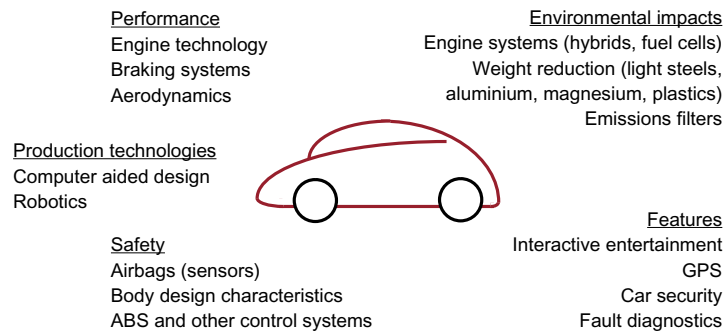 Performance
Engine technology
Braking systems
Aerodynamics
Environmental impacts
Engine systems (hybrids, fuel cells)
Weight reduction (light steels,
aluminium, magnesium, plastics)
Emissions filters
Production technologies
Computer aided design
Robotics
Safety
Airbags (sensors)
Body design characteristics
ABS and other control systems
Features
Interactive entertainment
GPS
Car security
Fault diagnostics